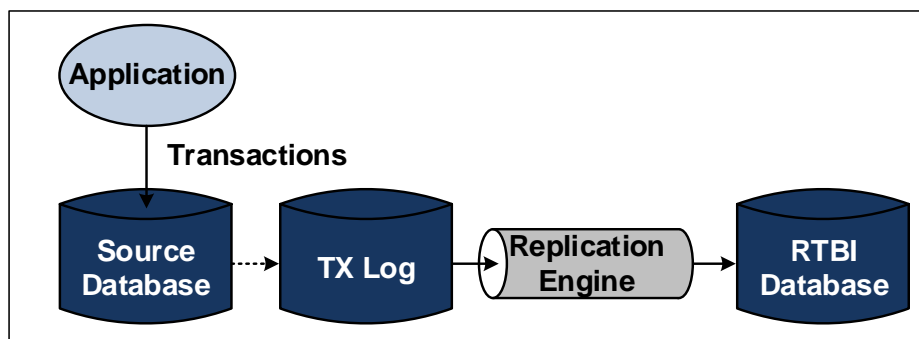 Application
Transactions
Source
Database
TX Log
Replication
Engine
RTBI
Database